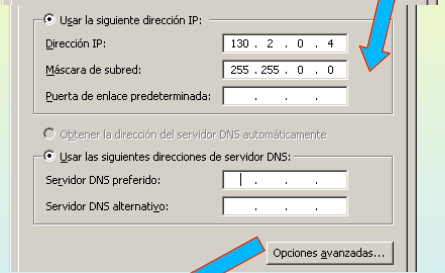 Usar la siguiente dirección IP:
Dirección IP: 130 . 2 . 0 . 4
Máscara de subred: 255 . 255 . 0 . 0
Puerta de enlace predeterminada: . . .
Obtener la dirección del servidor DNS automáticamente
Usar las siguientes direcciones de servidor DNS:
Servidor DNS preferido: . . .
Servidor DNS alternativo: . . .
Opciones avanzadas...